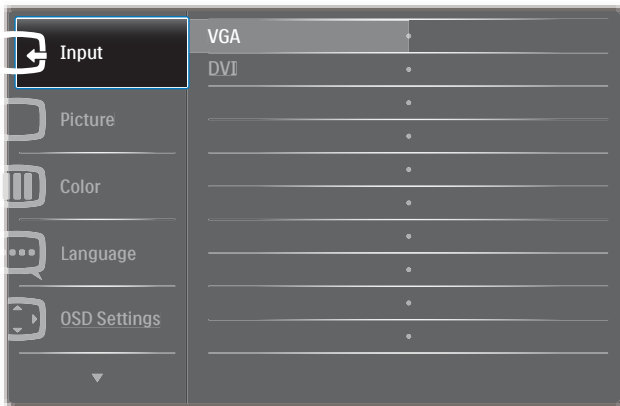 Input
VGA
DVI
Picture
Color
Language
OSD Settings